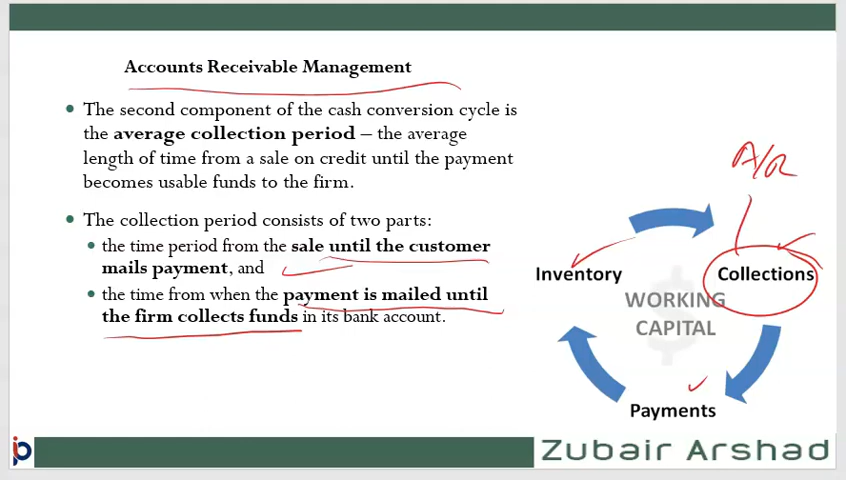 Accounts Receivable Management
The second component of the cash conversion cycle is
the average collection period – the average
length of time from a sale on credit until the payment
becomes usable funds to the firm.
The collection period consists of two parts:
the time period from the sale until the customer
mails payment, and
the time from when the payment is mailed until
the firm collects funds in its bank account.
A/R
Inventory
Collections
WORKING
CAPITAL
Payments
Zubair Arshad